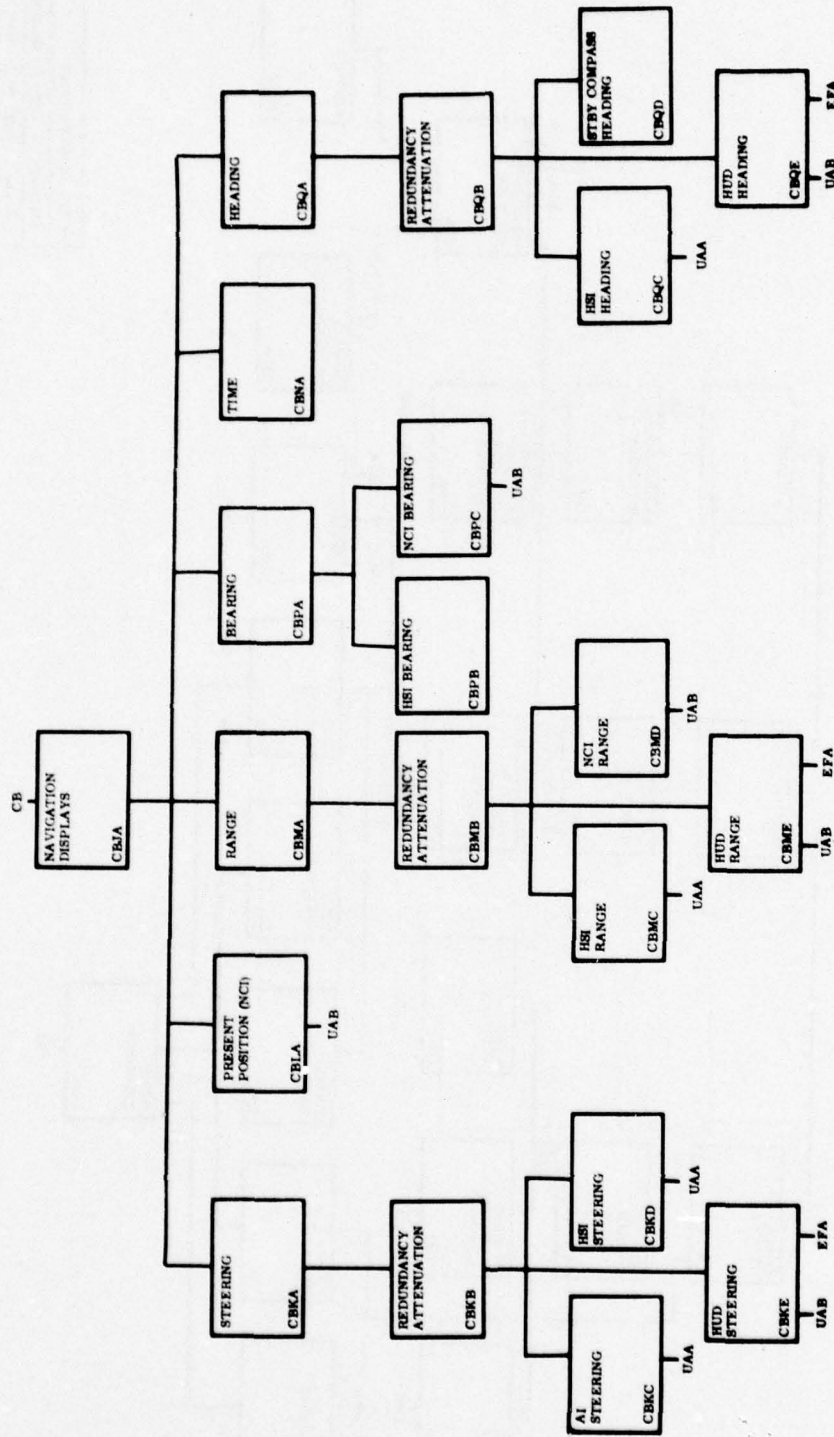 CB
NAVIGATION
DISPLAYS
CBJA
STEERING
CBKA
PRESENT
POSITION (NCI)
CBLA
UAB
RANGE
CBMA
BEARING
CBPA
TIME
CBNA
HEADING
CBQA
REDUNDANCY
ATTENUATION
CBKB
REDUNDANCY
ATTENUATION
CBMB
HSI BEARING
CBPB
NCI BEARING
CBPC
UAB
REDUNDANCY
ATTENUATION
CBQB
AI
STEERING
CBKC
UAA
HSI
STEERING
CBKD
UAA
HSI
RANGE
CBMC
UAA
NCI
RANGE
CBMD
UAB
HSI
HEADING
CBQC
UAA
STBY COMPASS
HEADING
CBQD
HUD
STEERING
CBKE
UAB
EFA
HUD
RANGE
CBME
UAB
EFA
HUD
HEADING
CBQE
UAB
EFA